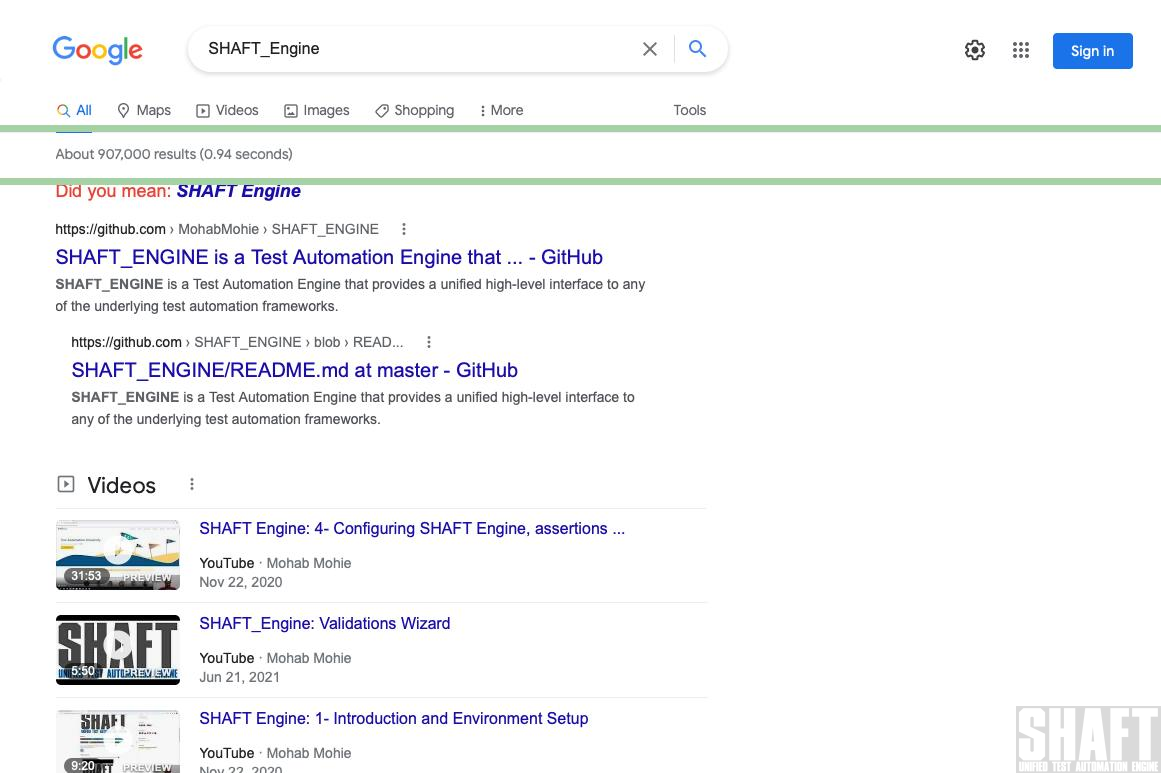 Google
SHAFT_Engine
Sign in
All
Maps
Videos
Images
Shopping
More
Tools
About 907,000 results (0.94 seconds)
Did you mean: SHAFT Engine
https://github.com › MohabMohie › SHAFT_ENGINE
SHAFT_ENGINE is a Test Automation Engine that ... - GitHub
SHAFT_ENGINE is a Test Automation Engine that provides a unified high-level interface to any
of the underlying test automation frameworks.
https://github.com › SHAFT_ENGINE › blob › READ...
SHAFT_ENGINE/README.md at master - GitHub
SHAFT_ENGINE is a Test Automation Engine that provides a unified high-level interface to
any of the underlying test automation frameworks.
Videos
SHAFT Engine: 4- Configuring SHAFT Engine, assertions ...
31:53
PREVIEW
YouTube · Mohab Mohie
Nov 22, 2020
SHAFT
UNIFIED TEST AUTOMATION ENGINE
5:50
PREVIEW
SHAFT_Engine: Validations Wizard
YouTube · Mohab Mohie
Jun 21, 2021
SHAFT
9:20
PREVIEW
SHAFT Engine: 1- Introduction and Environment Setup
YouTube · Mohab Mohie
Nov 22, 2020
SHAFT
UNIFIED TEST AUTOMATION ENGINE